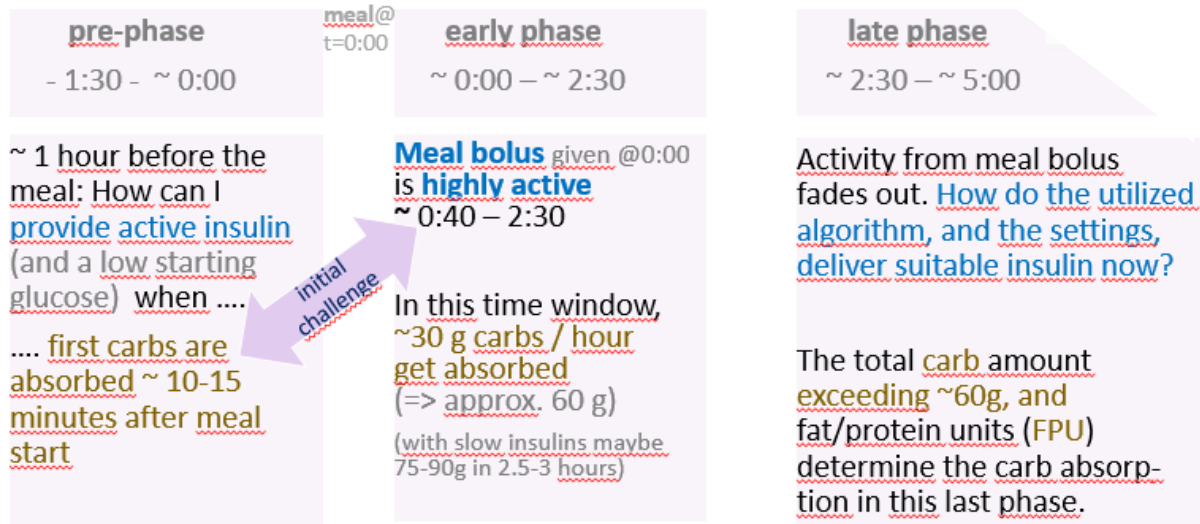 pre-phase
- 1:30 - ~ 0:00
meal@
t=0:00
early phase
~ 0:00 – ~ 2:30
late phase
~ 2:30 – ~ 5:00
~ 1 hour before the
meal: How can I
provide active insulin
(and a low starting
glucose) when ....
.... first carbs are
absorbed ~ 10-15
minutes after meal
start
initial
challenge
Meal bolus given @0:00
is highly active
~ 0:40 – 2:30
In this time window,
~30 g carbs / hour
get absorbed
(=> approx. 60 g)
(with slow insulins maybe
75-90g in 2.5-3 hours)
Activity from meal bolus
fades out. How do the utilized
algorithm, and the settings,
deliver suitable insulin now?
The total carb amount
exceeding ~60g, and
fat/protein units (FPU)
determine the carb absorp-
tion in this last phase.